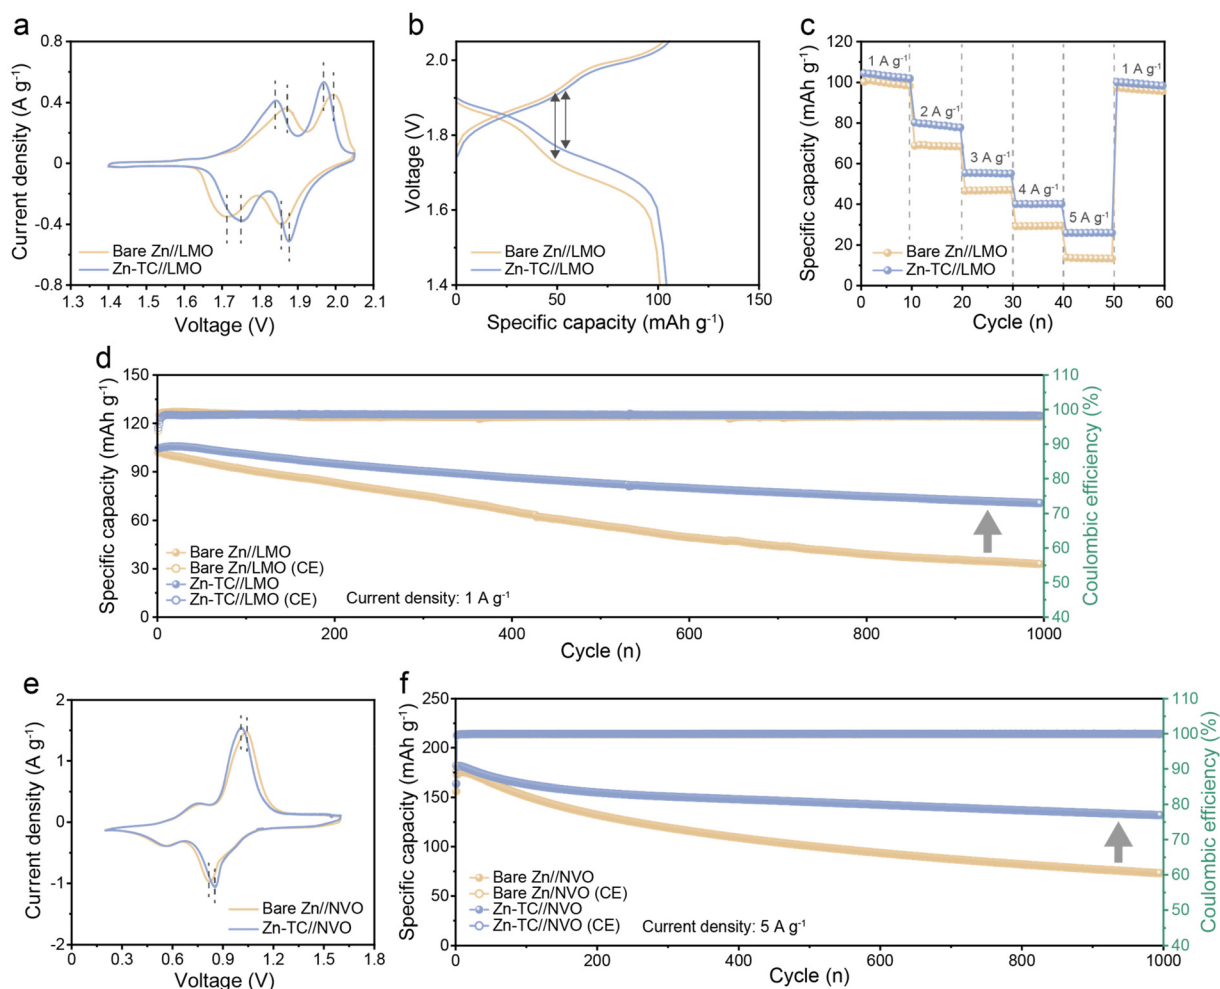 a
Current density (A g-1)
0.8
0.4
0
-0.4
-0.8
Bare Zn//LMO
Zn-TC//LMO
1.3 1.4 1.5 1.6 1.7 1.8 1.9 2.0 2.1
Voltage (V)
b
Voltage (V)
2.0
1.8
1.6
1.4
Bare Zn//LMO
Zn-TC//LMO
0 50 100 150
Specific capacity (mAh g-1)
c
Specific capacity (mAh g-1)
120
100
80
60
40
20
0
1 A g-1
2 A g-1
3 A g-1
4 A g-1
5 A g-1
1 A g-1
Bare Zn//LMO
Zn-TC//LMO
0 10 20 30 40 50 60
Cycle (n)
d
Specific capacity (mAh g-1)
150
120
90
60
30
0
Bare Zn//LMO
Bare Zn/LMO (CE)
Zn-TC//LMO
Zn-TC//LMO (CE)
Current density: 1 A g-1
110
100
90
80
70
60
50
40
Coulombic efficiency (%)
0 200 400 600 800 1000
Cycle (n)
e
Current density (A g-1)
2
1
0
-1
-2
Bare Zn//NVO
Zn-TC//NVO
0 0.3 0.6 0.9 1.2 1.5 1.8
Voltage (V)
f
Specific capacity (mAh g-1)
250
225
200
175
150
125
100
75
50
25
0
Bare Zn//NVO
Bare Zn/NVO (CE)
Zn-TC//NVO
Zn-TC//NVO (CE)
Current density: 5 A g-1
110
100
90
80
70
60
50
40
Coulombic efficiency (%)
0 200 400 600 800 1000
Cycle (n)